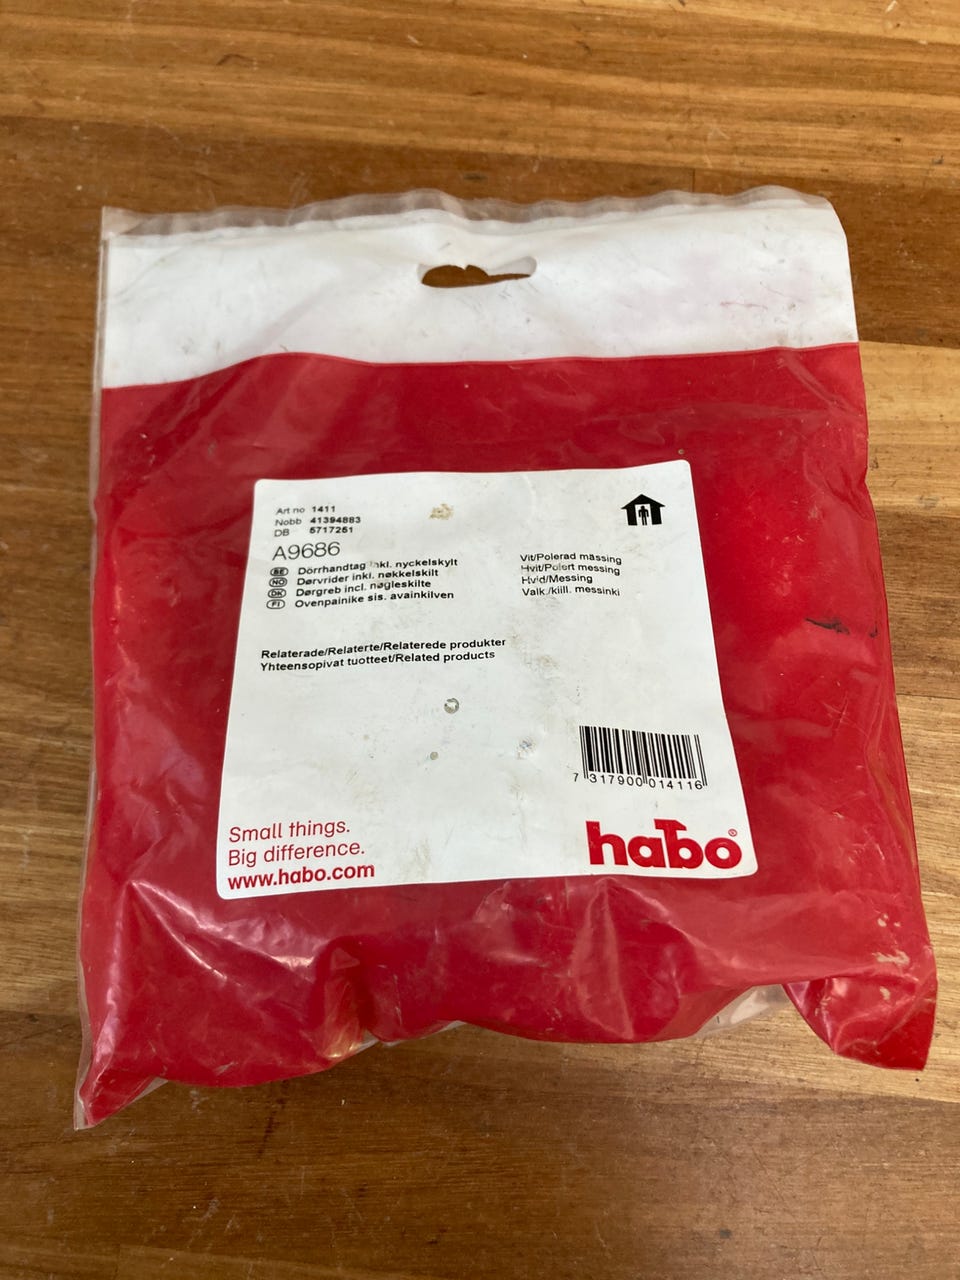 Art no 1411
Nobb 41394883
DB 5717251
A9686
SE Dörrhandtag inkl. nyckelskylt
NO Dørvrider inkl. nøkkelskilt
DK Dørgreb incl. nøgleskilte
FI Ovenpainike sis. avainkilven
Vit/Polerad mässing
Hvit/Polert messing
Hvid/Messing
Valk./kiill. messinki
Relaterade/Relaterte/Relaterede produkter
Yhteensopivat tuotteet/Related products
7 317900 014116
Small things.
Big difference.
www.habo.com
habo®